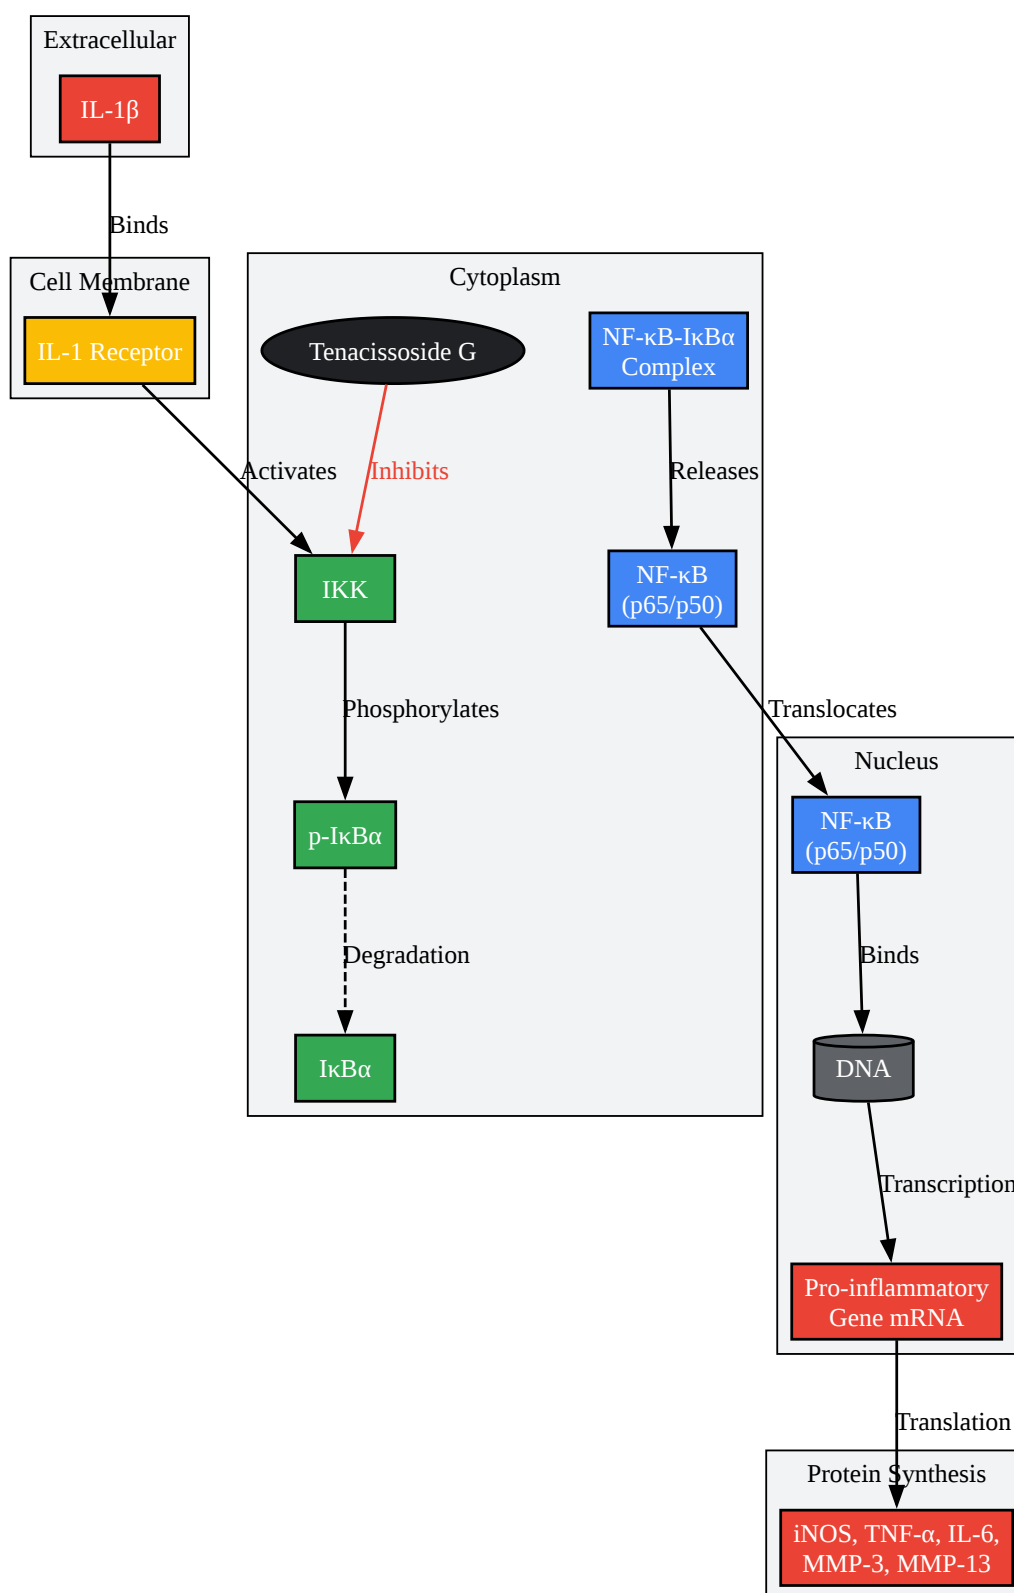 Extracellular
IL-1β
Binds
Cell Membrane
IL-1 Receptor
Cytoplasm
Tenacissoside G
NF-κB-IκBα
Complex
Activates
Inhibits
Releases
IKK
NF-κB
(p65/p50)
Phosphorylates
Translocates
Nucleus
p-IκBα
NF-κB
(p65/p50)
Degradation
Binds
IκBα
DNA
Transcription
Pro-inflammatory
Gene mRNA
Translation
Protein Synthesis
iNOS, TNF-α, IL-6,
MMP-3, MMP-13